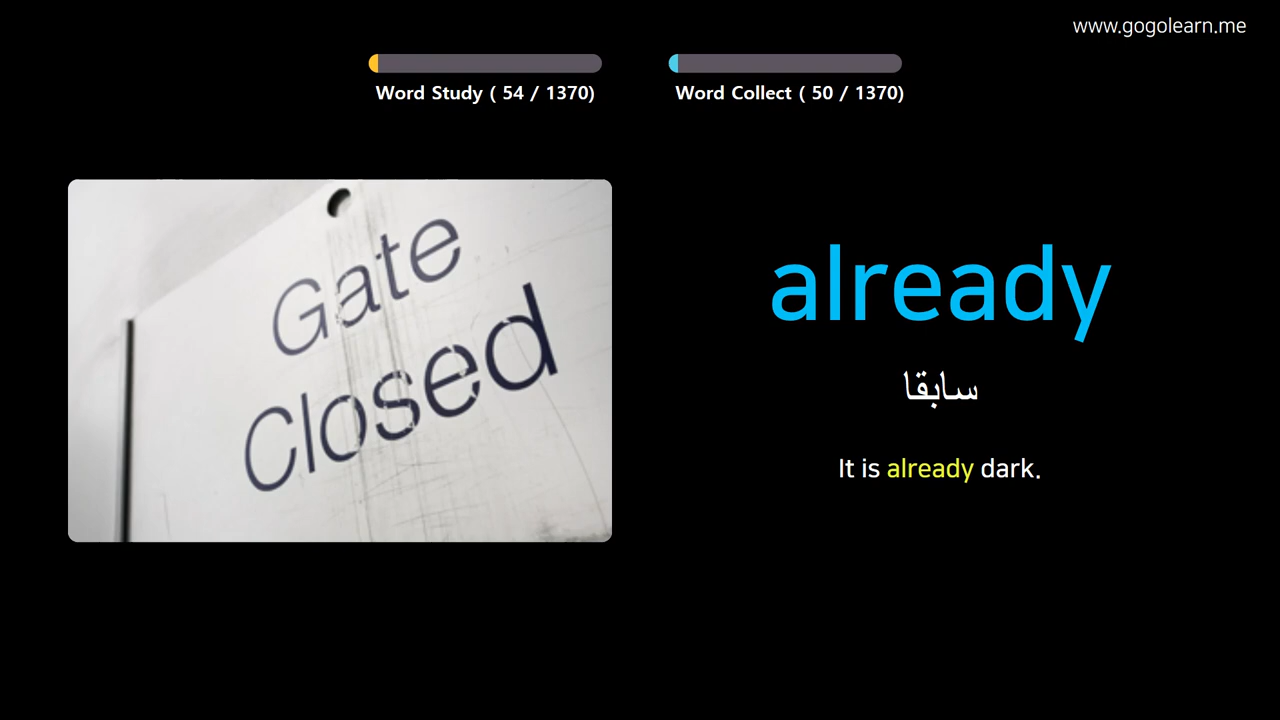 www.gogolearn.me
Word Study ( 54 / 1370)
Word Collect ( 50 / 1370)
Gate
Closed
already
سابقا
It is already dark.